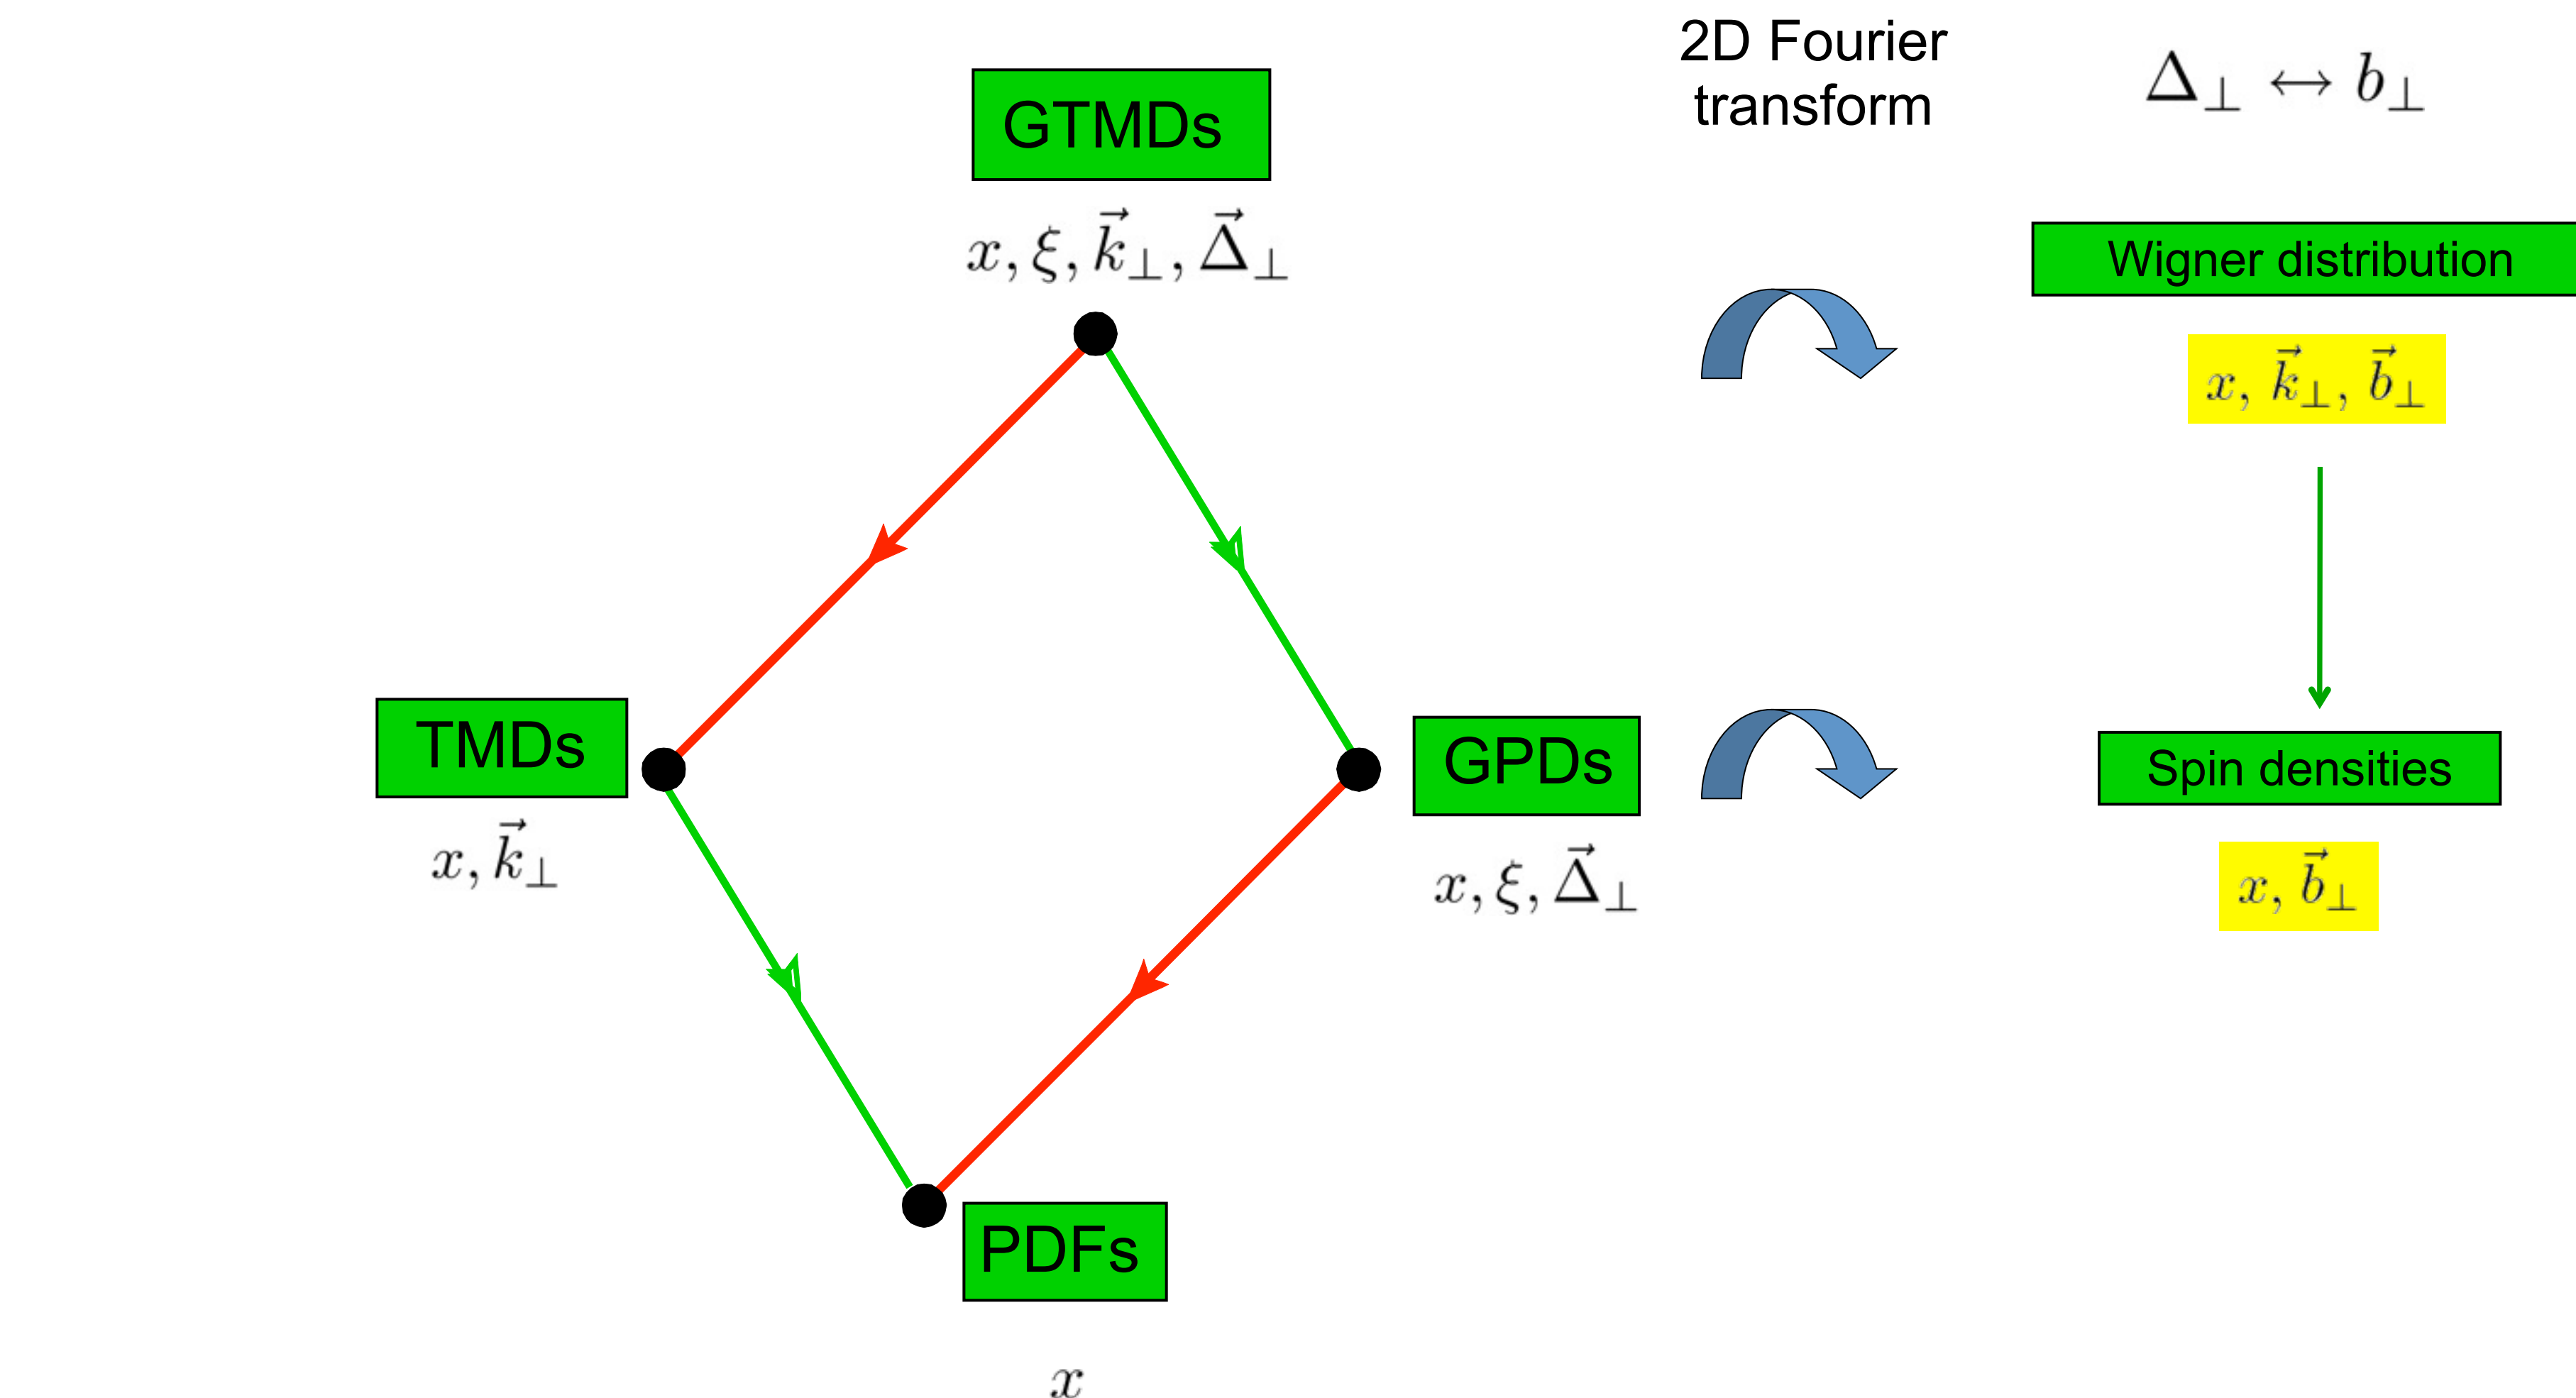 2D Fourier
transform
Δ⊥ ↔ b⊥
GTMDs
x, ξ, k⃗⊥, Δ⃗⊥
Wigner distribution
x, k⃗⊥, b⃗⊥
TMDs
x, k⃗⊥
GPDs
x, ξ, Δ⃗⊥
Spin densities
x, b⃗⊥
PDFs
x